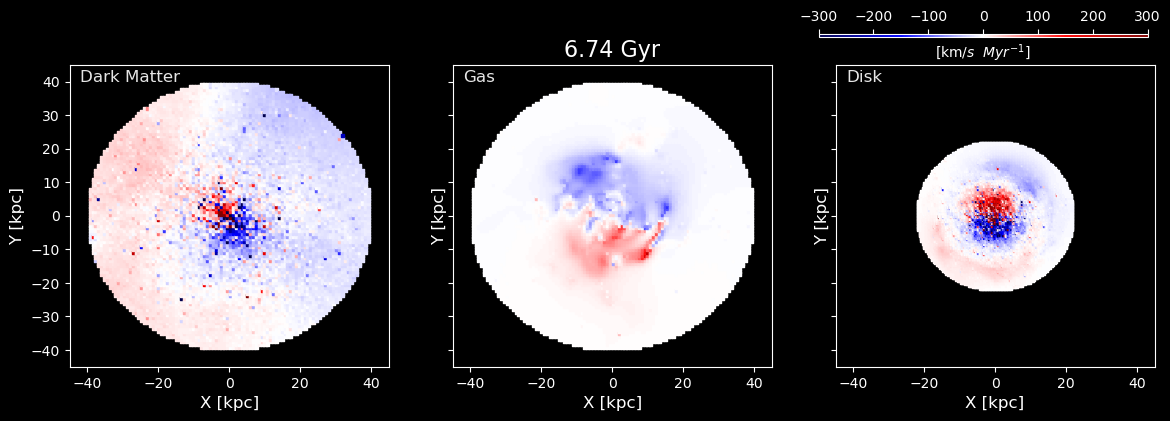 −300 −200 −100 0 100 200 300
[km/s Myr⁻¹]
6.74 Gyr
Dark Matter
Gas
Disk
40
30
20
10
0
−10
−20
−30
−40
Y [kpc]
Y [kpc]
Y [kpc]
−40 −20 0 20 40
−40 −20 0 20 40
−40 −20 0 20 40
X [kpc]
X [kpc]
X [kpc]